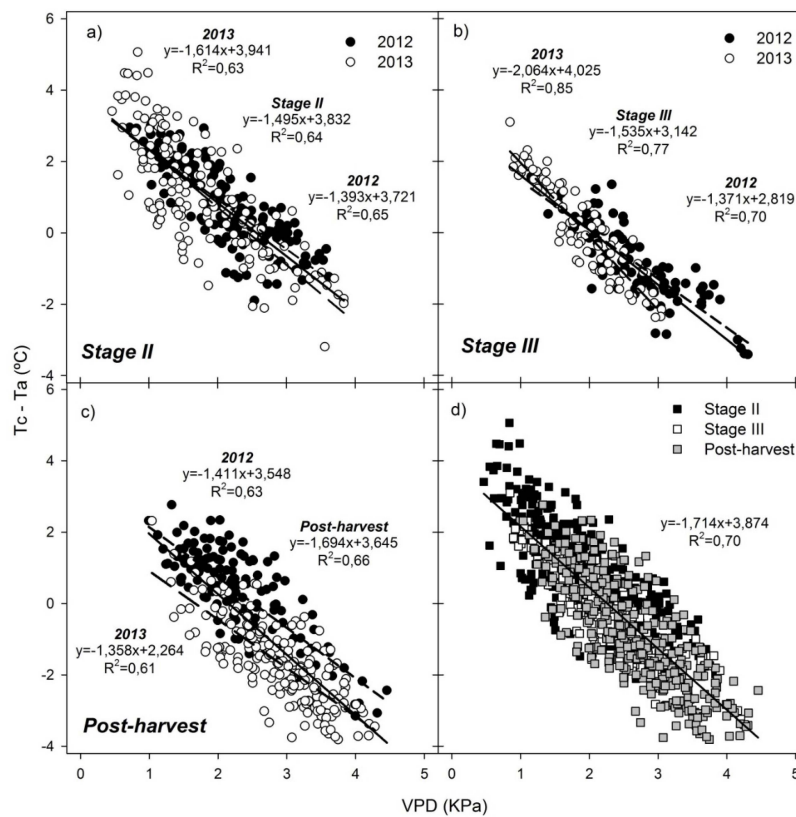 a)
2013
y=-1,614x+3,941
R²=0,63
2012
2013
Stage II
y=-1,495x+3,832
R²=0,64
2012
y=-1,393x+3,721
R²=0,65
Stage II
b)
2013
y=-2,064x+4,025
R²=0,85
2012
2013
Stage III
y=-1,535x+3,142
R²=0,77
2012
y=-1,371x+2,819
R²=0,70
Stage III
6
4
2
0
-2
-4
Tc - Ta (ºC)
c)
2012
y=-1,411x+3,548
R²=0,63
Post-harvest
y=-1,694x+3,645
R²=0,66
2013
y=-1,358x+2,264
R²=0,61
Post-harvest
d)
Stage II
Stage III
Post-harvest
y=-1,714x+3,874
R²=0,70
6
4
2
0
-2
-4
0 1 2 3 4 5
0 1 2 3 4 5
VPD (KPa)